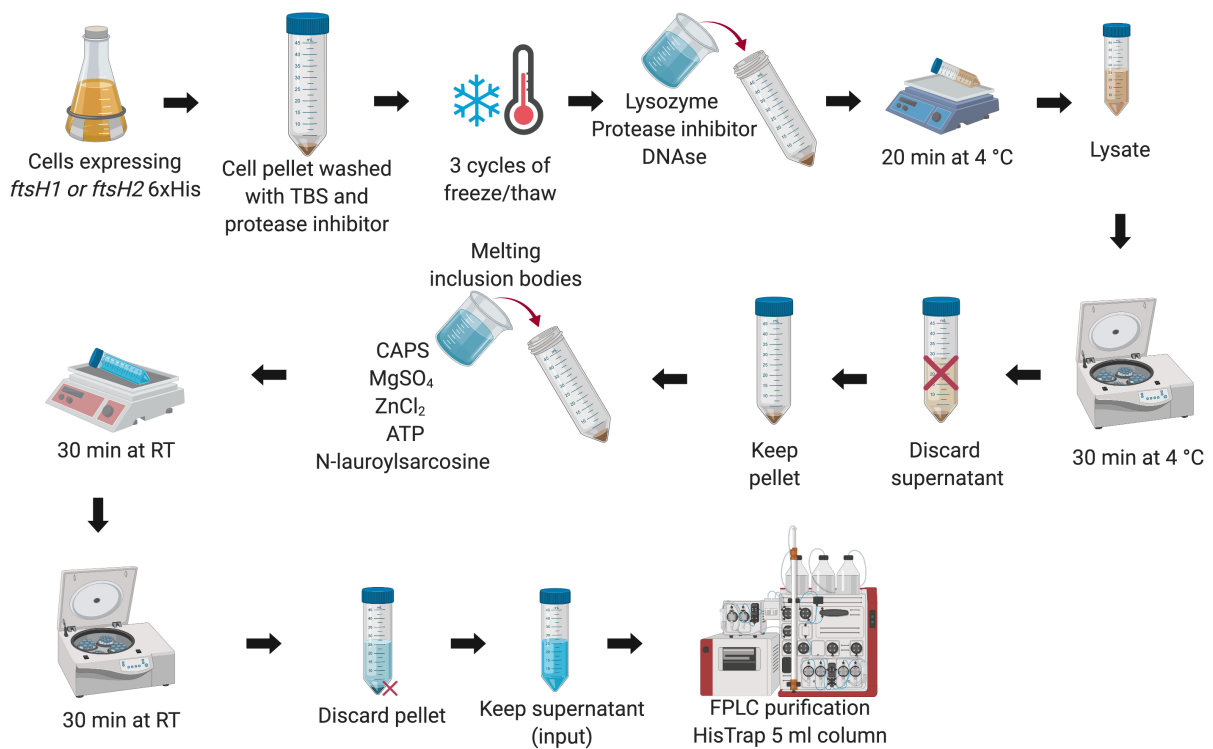 Cells expressing
ftsH1 or ftsH2 6xHis
Cell pellet washed
with TBS and
protease inhibitor
3 cycles of
freeze/thaw
Lysozyme
Protease inhibitor
DNAse
20 min at 4 °C
Lysate
30 min at 4 °C
Discard
supernatant
Keep
pellet
Melting
inclusion bodies
CAPS
MgSO₄
ZnCl₂
ATP
N-lauroylsarcosine
30 min at RT
30 min at RT
Discard pellet
Keep supernatant
(input)
FPLC purification
HisTrap 5 ml column